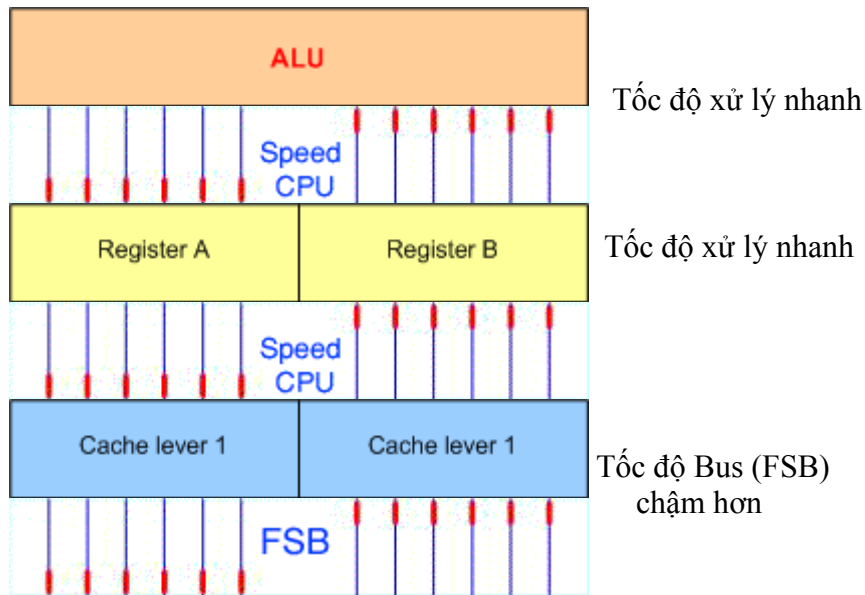 ALU
Tốc độ xử lý nhanh
Speed
CPU
Register A
Register B
Tốc độ xử lý nhanh
Speed
CPU
Cache lever 1
Cache lever 1
Tốc độ Bus (FSB)
chậm hơn
FSB